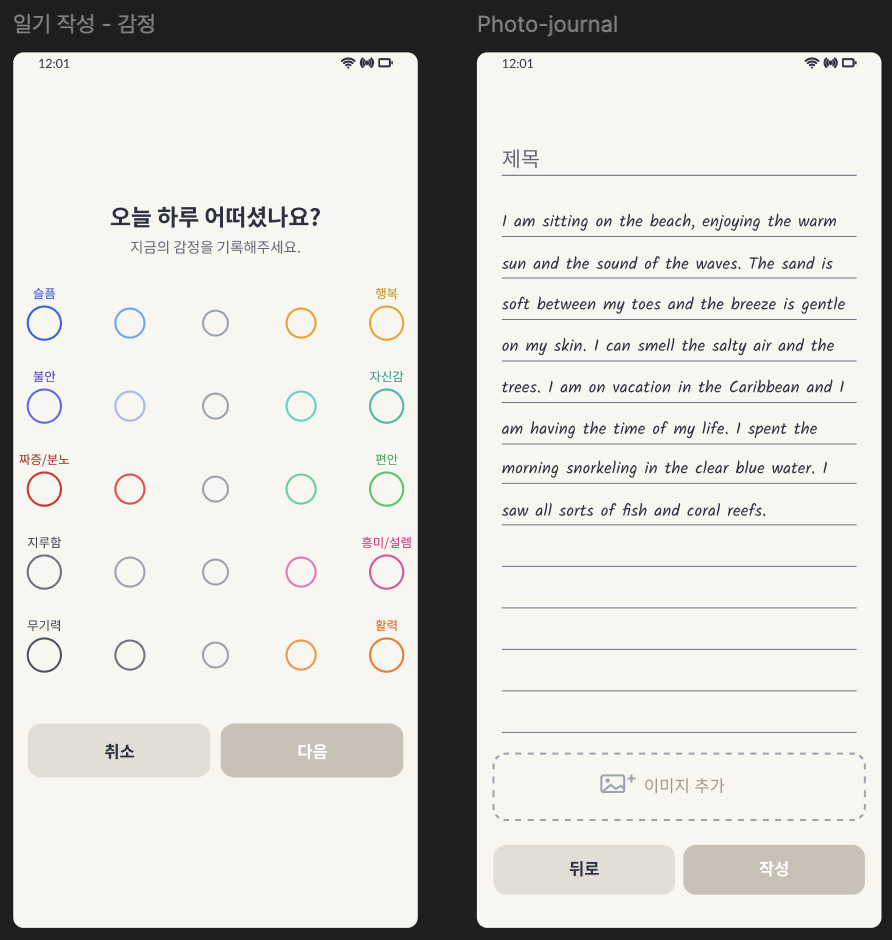 일기 작성 - 감정
12:01
오늘 하루 어떠셨나요?
지금의 감정을 기록해주세요.
슬픔 행복
불안 자신감
짜증/분노 편안
지루함 흥미/설렘
무기력 활력
취소 다음
Photo-journal
12:01
제목
I am sitting on the beach, enjoying the warm
sun and the sound of the waves. The sand is
soft between my toes and the breeze is gentle
on my skin. I can smell the salty air and the
trees. I am on vacation in the Caribbean and I
am having the time of my life. I spent the
morning snorkeling in the clear blue water. I
saw all sorts of fish and coral reefs.
이미지 추가
뒤로 작성